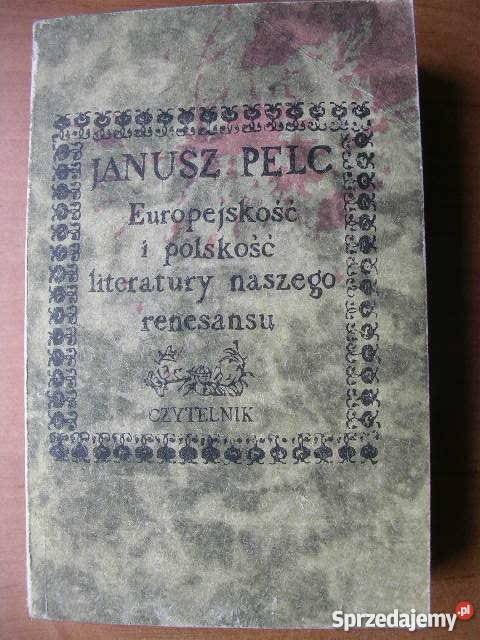 JANUSZ PELC
Europejskość
i polskość
literatury naszego
renesansu
CZYTELNIK
Sprzedajemy.pl